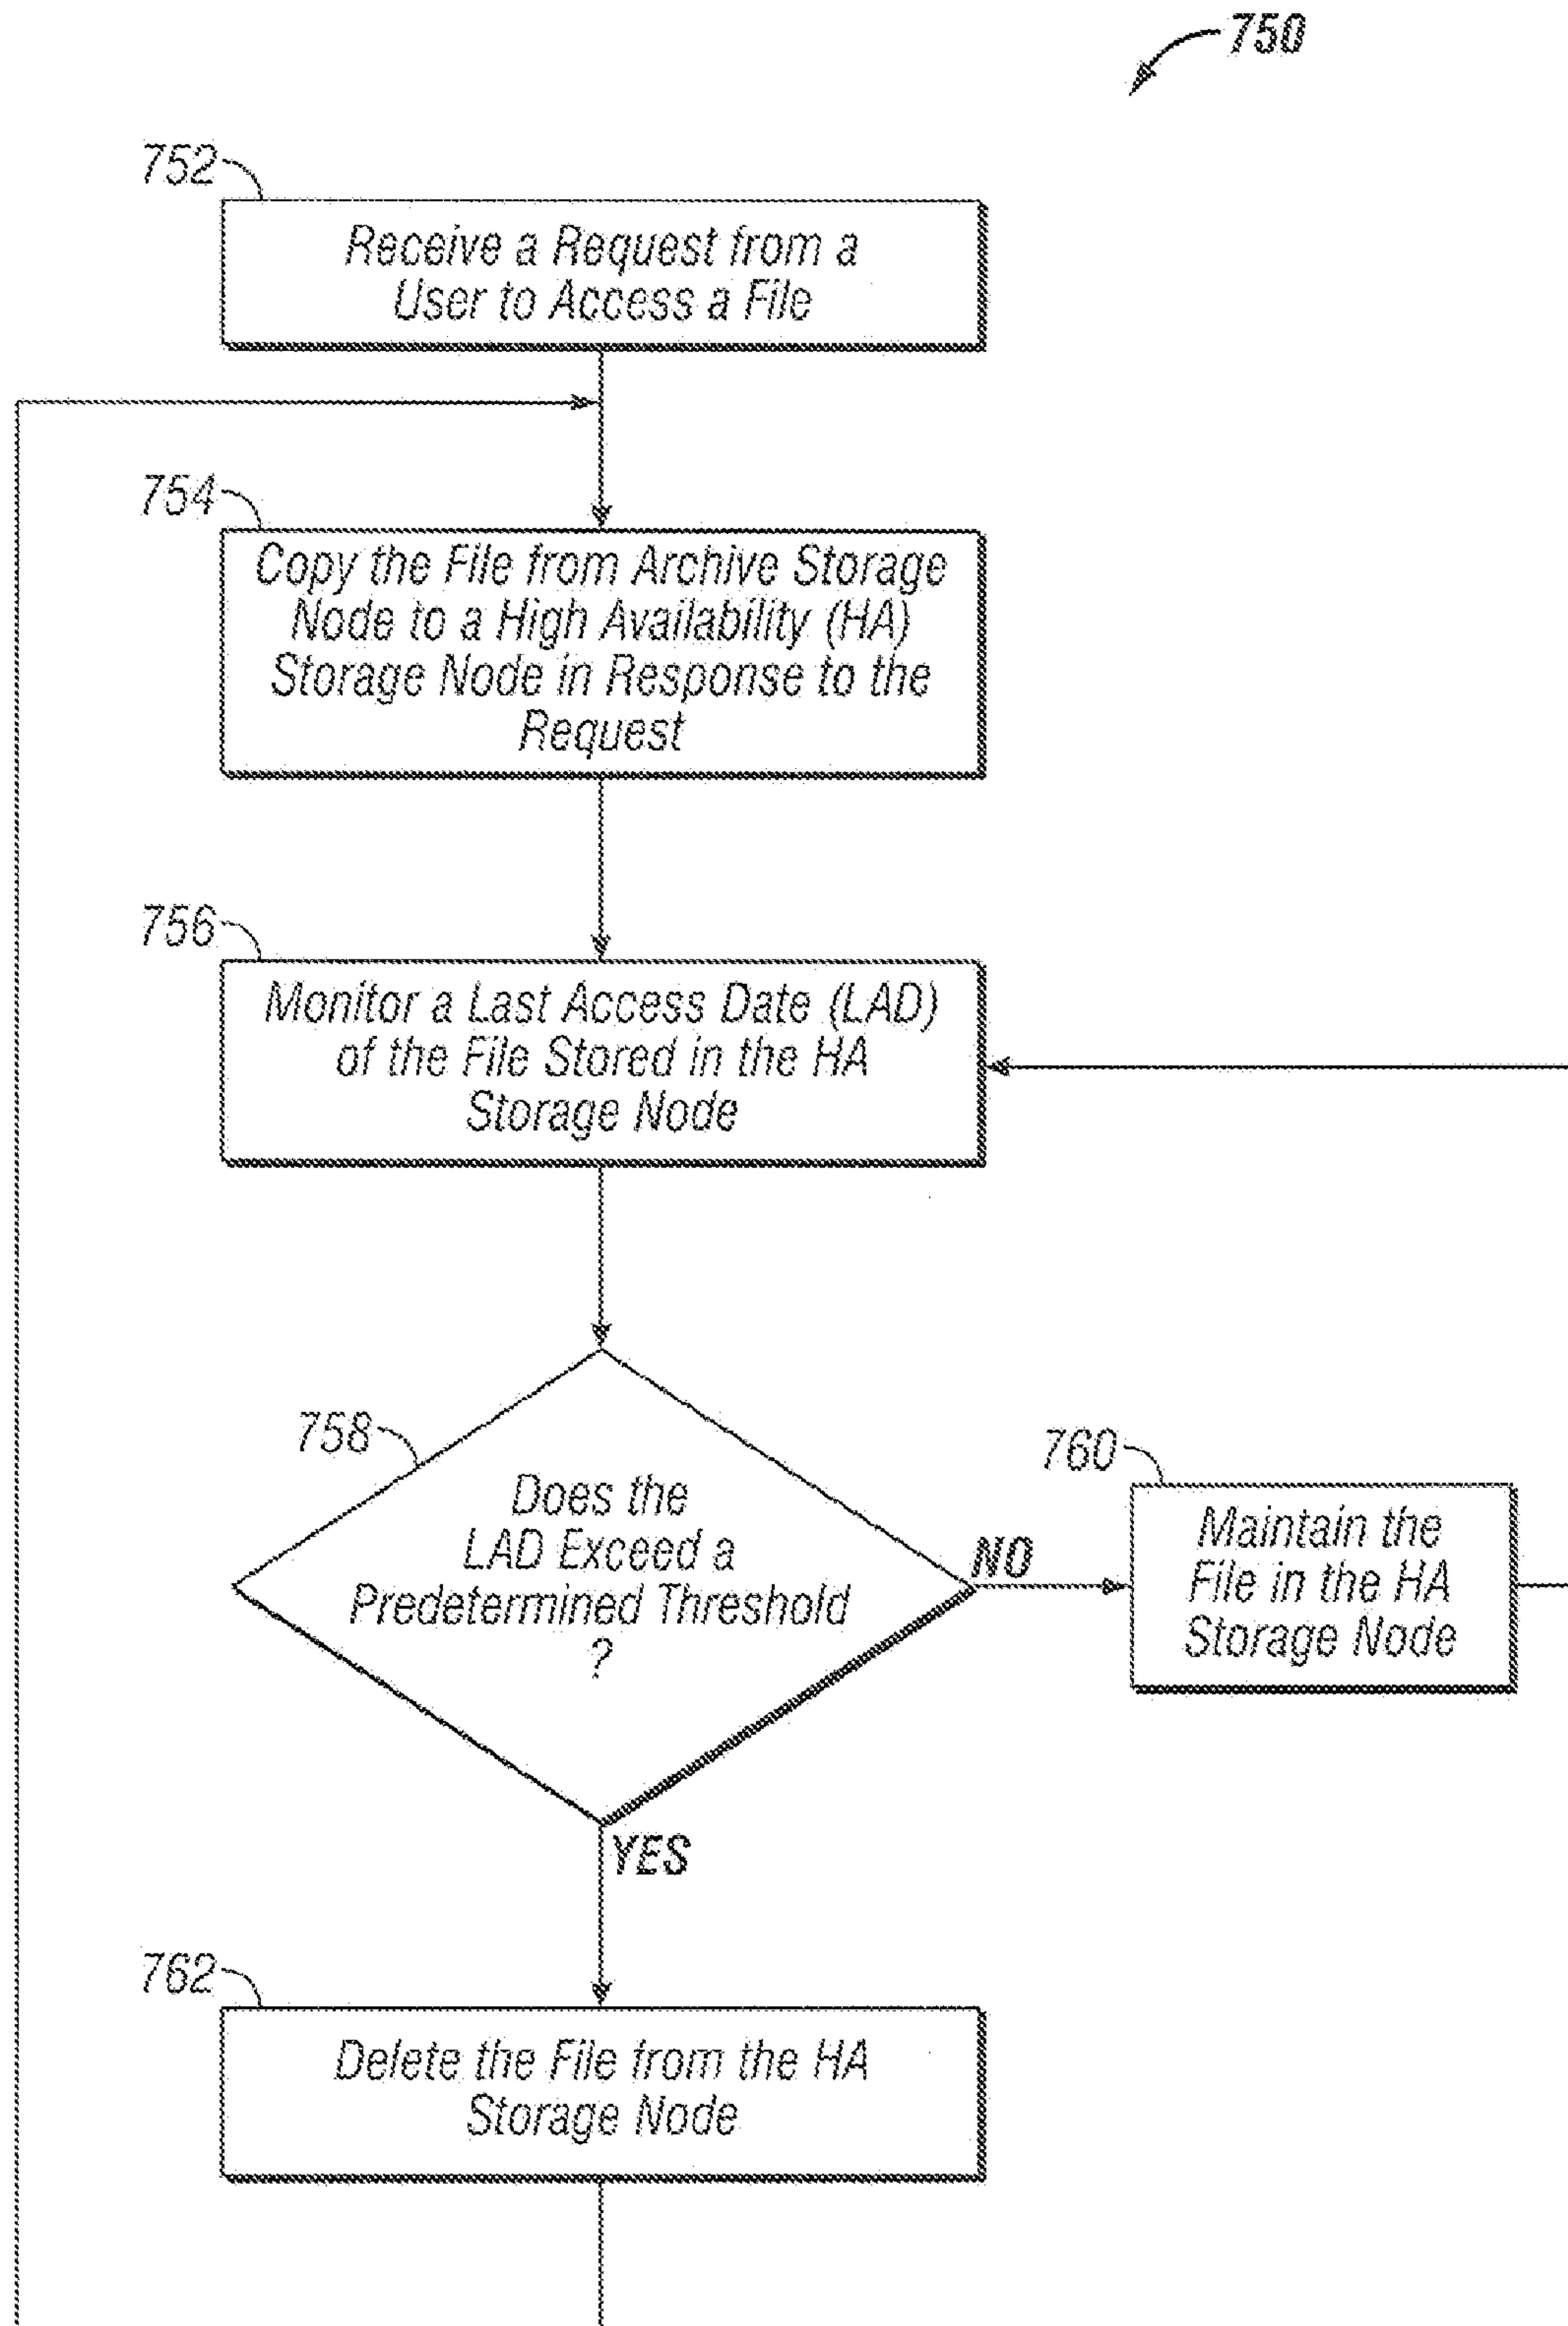 750
752
Receive a Request from a
User to Access a File
754
Copy the File from Archive Storage
Node to a High Availability (HA)
Storage Node in Response to the
Request
756
Monitor a Last Access Date (LAD)
of the File Stored in the HA
Storage Node
758
Does the
LAD Exceed a
Predetermined Threshold
?
NO
760
Maintain the
File in the HA
Storage Node
YES
762
Delete the File from the HA
Storage Node